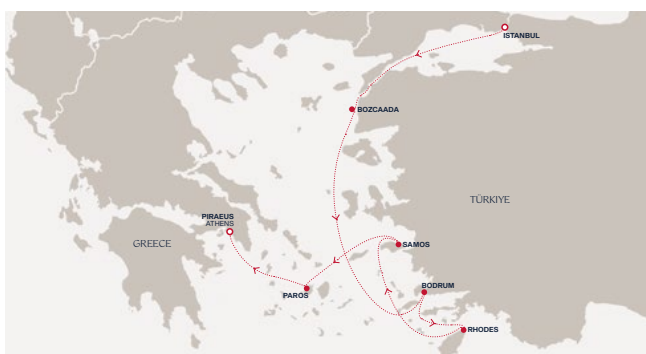 ISTANBUL
BOZCAADA
TÜRKIYE
PIRAEUS
ATHENS
GREECE
SAMOS
BODRUM
PAROS
RHODES